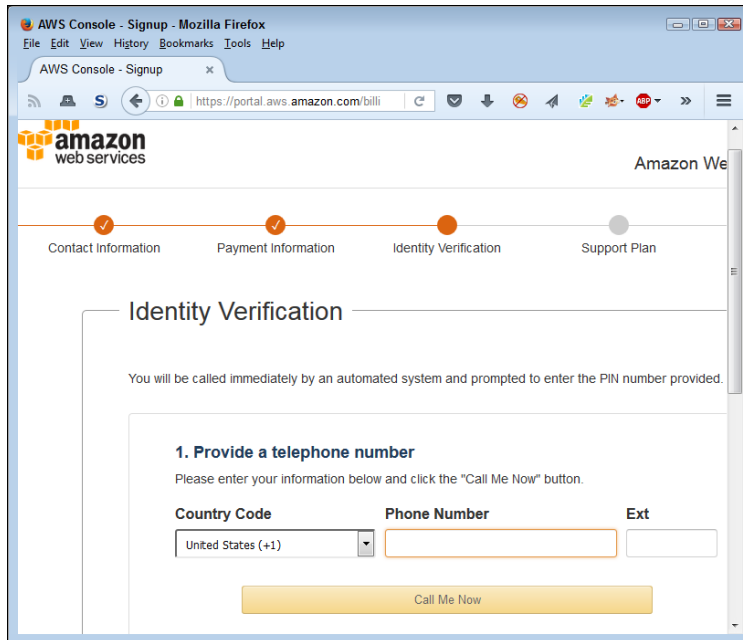 AWS Console - Signup - Mozilla Firefox
File Edit View History Bookmarks Tools Help
AWS Console - Signup
https://portal.aws.amazon.com/billi
ABP
amazon
web services
Amazon We
Contact Information Payment Information Identity Verification Support Plan
Identity Verification
You will be called immediately by an automated system and prompted to enter the PIN number provided.
1. Provide a telephone number
Please enter your information below and click the "Call Me Now" button.
Country Code Phone Number Ext
United States (+1)
Call Me Now